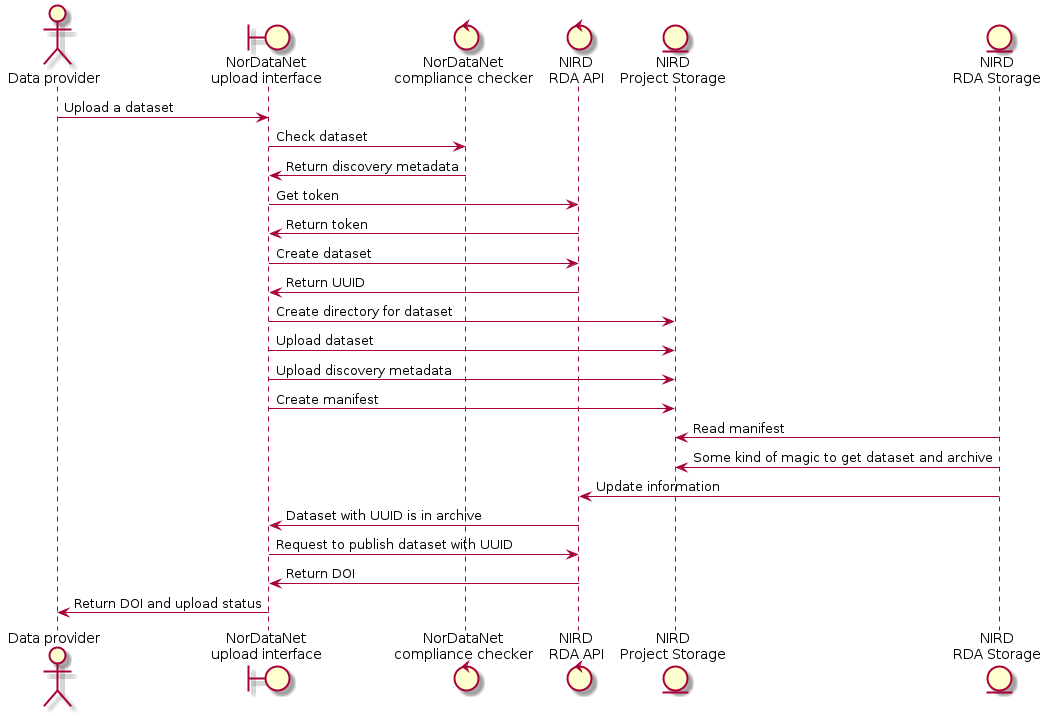 Data provider
NorDataNet
upload interface
NorDataNet
compliance checker
NIRD
RDA API
NIRD
Project Storage
NIRD
RDA Storage
Upload a dataset
Check dataset
Return discovery metadata
Get token
Return token
Create dataset
Return UUID
Create directory for dataset
Upload dataset
Upload discovery metadata
Create manifest
Read manifest
Some kind of magic to get dataset and archive
Update information
Dataset with UUID is in archive
Request to publish dataset with UUID
Return DOI
Return DOI and upload status
Data provider
NorDataNet
upload interface
NorDataNet
compliance checker
NIRD
RDA API
NIRD
Project Storage
NIRD
RDA Storage